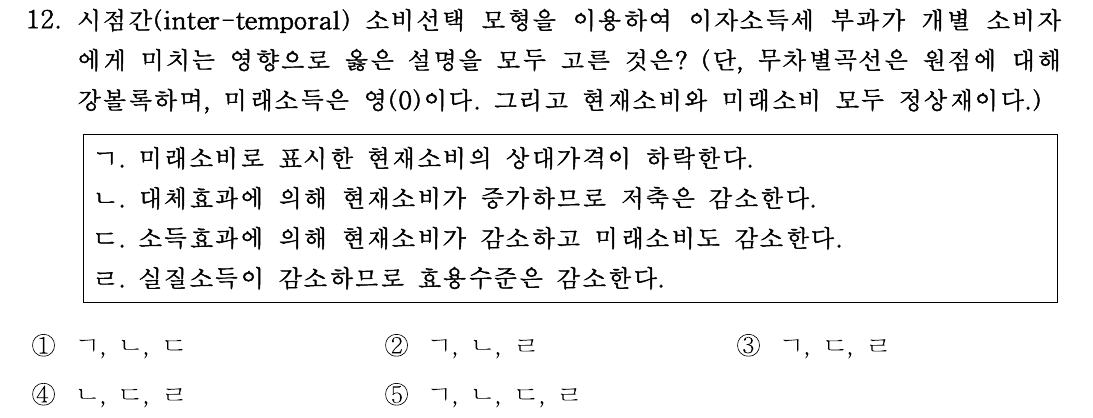 12. 시점간(inter-temporal) 소비선택 모형을 이용하여 이자소득세 부과가 개별 소비자
에게 미치는 영향으로 옳은 설명을 모두 고른 것은? (단, 무차별곡선은 원점에 대해
강볼록하며, 미래소득은 영(0)이다. 그리고 현재소비와 미래소비 모두 정상재이다.)
ㄱ. 미래소비로 표시한 현재소비의 상대가격이 하락한다.
ㄴ. 대체효과에 의해 현재소비가 증가하므로 저축은 감소한다.
ㄷ. 소득효과에 의해 현재소비가 감소하고 미래소비도 감소한다.
ㄹ. 실질소득이 감소하므로 효용수준은 감소한다.
① ㄱ, ㄴ, ㄷ ② ㄱ, ㄴ, ㄹ ③ ㄱ, ㄷ, ㄹ
④ ㄴ, ㄷ, ㄹ ⑤ ㄱ, ㄴ, ㄷ, ㄹ